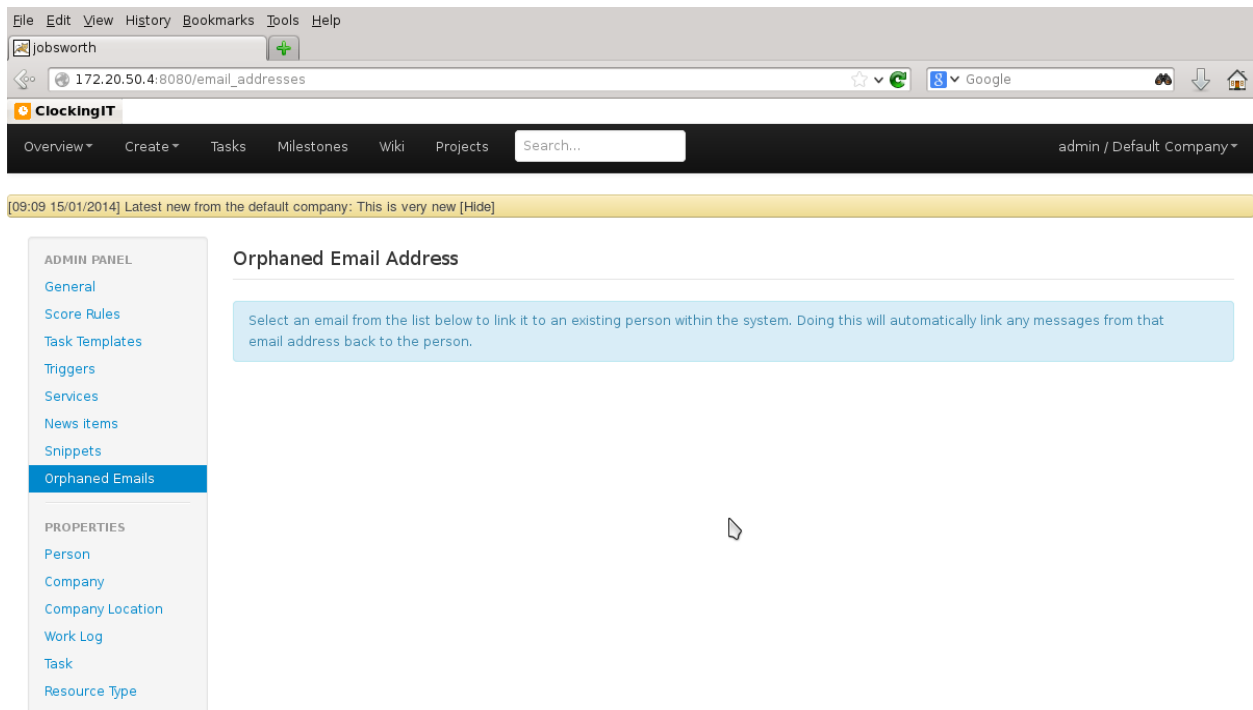 File Edit View History Bookmarks Tools Help
jobsworth
172.20.50.4:8080/email_addresses
Google
ClockingIT
Overview Create Tasks Milestones Wiki Projects Search... admin / Default Company
[09:09 15/01/2014] Latest new from the default company: This is very new [Hide]
ADMIN PANEL
General
Score Rules
Task Templates
Triggers
Services
News items
Snippets
Orphaned Emails
PROPERTIES
Person
Company
Company Location
Work Log
Task
Resource Type
Orphaned Email Address
Select an email from the list below to link it to an existing person within the system. Doing this will automatically link any messages from that
email address back to the person.